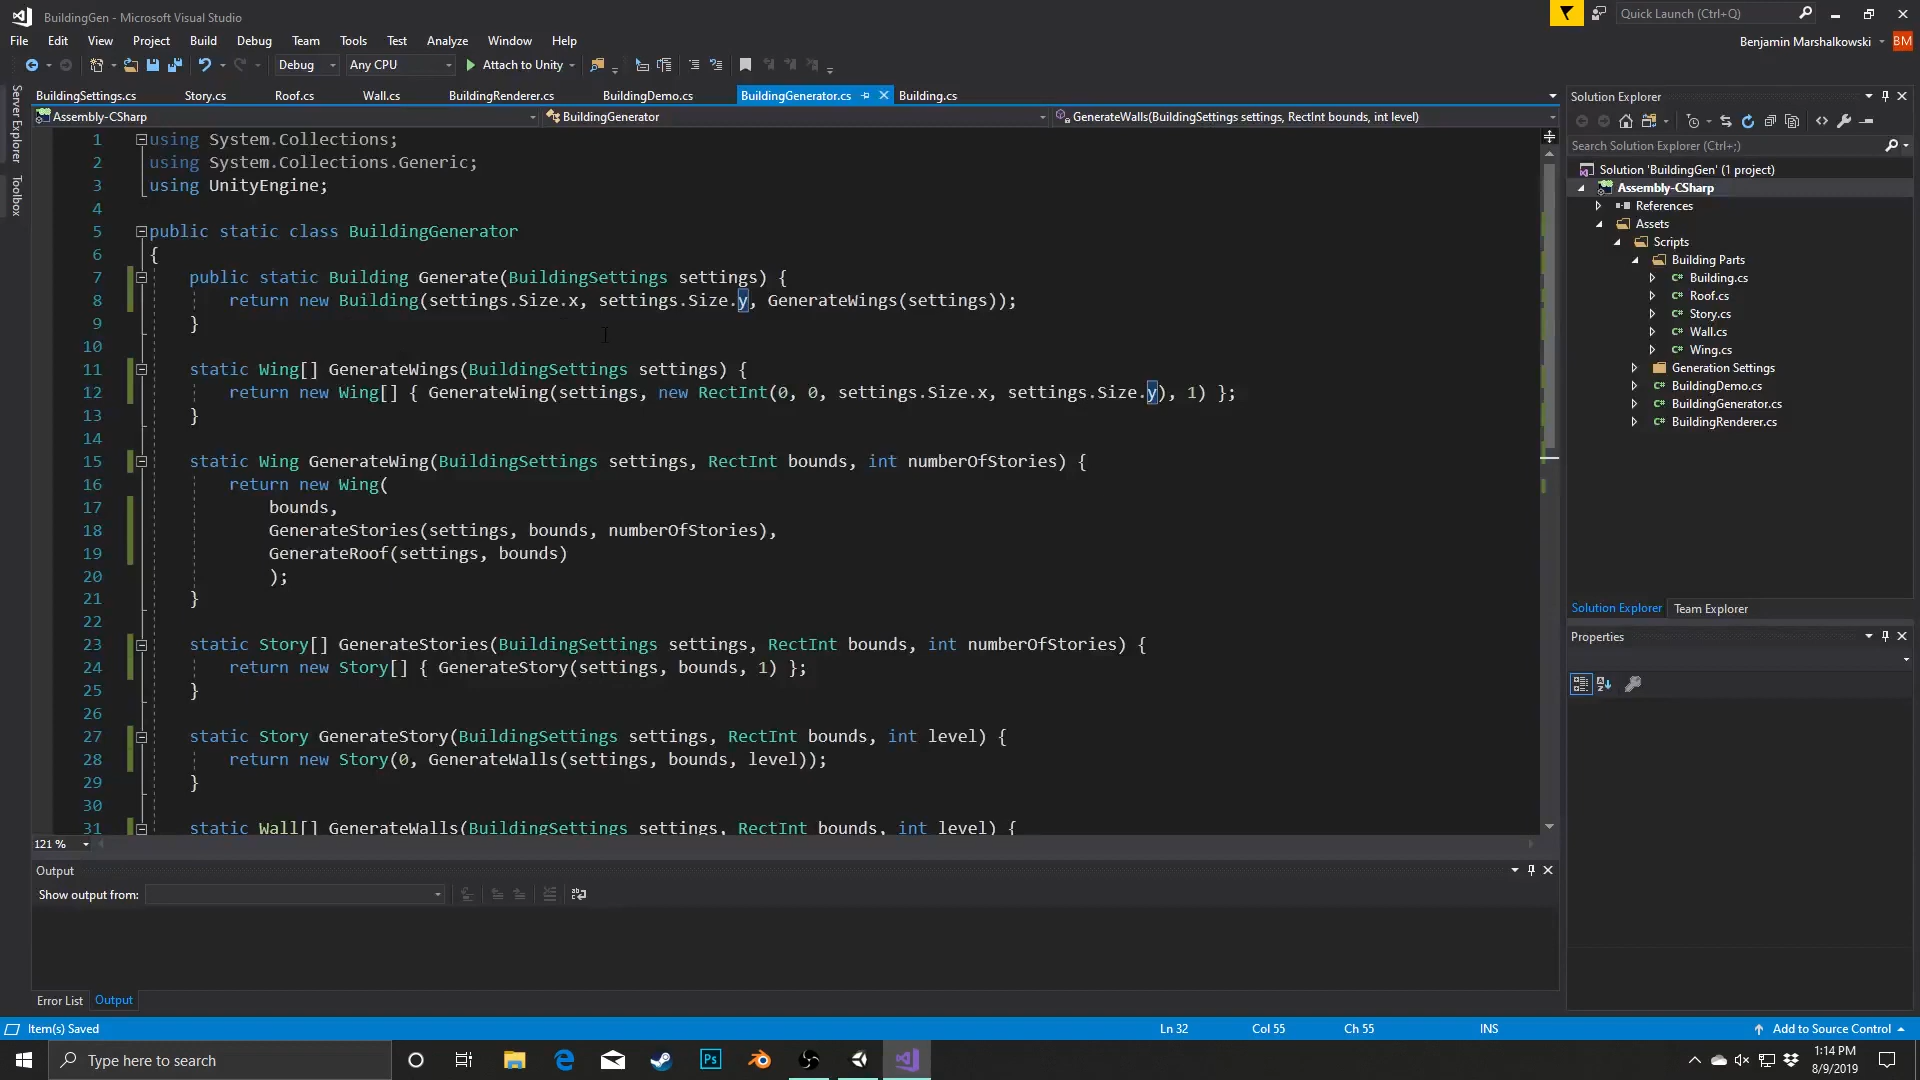 BuildingGen - Microsoft Visual Studio
Quick Launch (Ctrl+Q)
File Edit View Project Build Debug Team Tools Test Analyze Window Help
Benjamin Marshalkowski BM
Debug Any CPU Attach to Unity
Server Explorer
Toolbox
BuildingSettings.cs Story.cs Roof.cs Wall.cs BuildingRenderer.cs BuildingDemo.cs BuildingGenerator.cs Building.cs
Assembly-CSharp BuildingGenerator GenerateWalls(BuildingSettings settings, RectInt bounds, int level)
1 using System.Collections;
2 using System.Collections.Generic;
3 using UnityEngine;
4
5 public static class BuildingGenerator
6 {
7 public static Building Generate(BuildingSettings settings) {
8 return new Building(settings.Size.x, settings.Size.y, GenerateWings(settings));
9 }
10
11 static Wing[] GenerateWings(BuildingSettings settings) {
12 return new Wing[] { GenerateWing(settings, new RectInt(0, 0, settings.Size.x, settings.Size.y), 1) };
13 }
14
15 static Wing GenerateWing(BuildingSettings settings, RectInt bounds, int numberOfStories) {
16 return new Wing(
17 bounds,
18 GenerateStories(settings, bounds, numberOfStories),
19 GenerateRoof(settings, bounds)
20 );
21 }
22
23 static Story[] GenerateStories(BuildingSettings settings, RectInt bounds, int numberOfStories) {
24 return new Story[] { GenerateStory(settings, bounds, 1) };
25 }
26
27 static Story GenerateStory(BuildingSettings settings, RectInt bounds, int level) {
28 return new Story(0, GenerateWalls(settings, bounds, level));
29 }
30
31 static Wall[] GenerateWalls(BuildingSettings settings, RectInt bounds, int level) {
121 %
Output
Show output from:
Error List Output
Solution Explorer
Search Solution Explorer (Ctrl+;)
Solution 'BuildingGen' (1 project)
Assembly-CSharp
References
Assets
Scripts
Building Parts
C# Building.cs
C# Roof.cs
C# Story.cs
C# Wall.cs
C# Wing.cs
Generation Settings
C# BuildingDemo.cs
C# BuildingGenerator.cs
C# BuildingRenderer.cs
Solution Explorer Team Explorer
Properties
Item(s) Saved Ln 32 Col 55 Ch 55 INS Add to Source Control
Type here to search
Ps
1:14 PM
8/9/2019